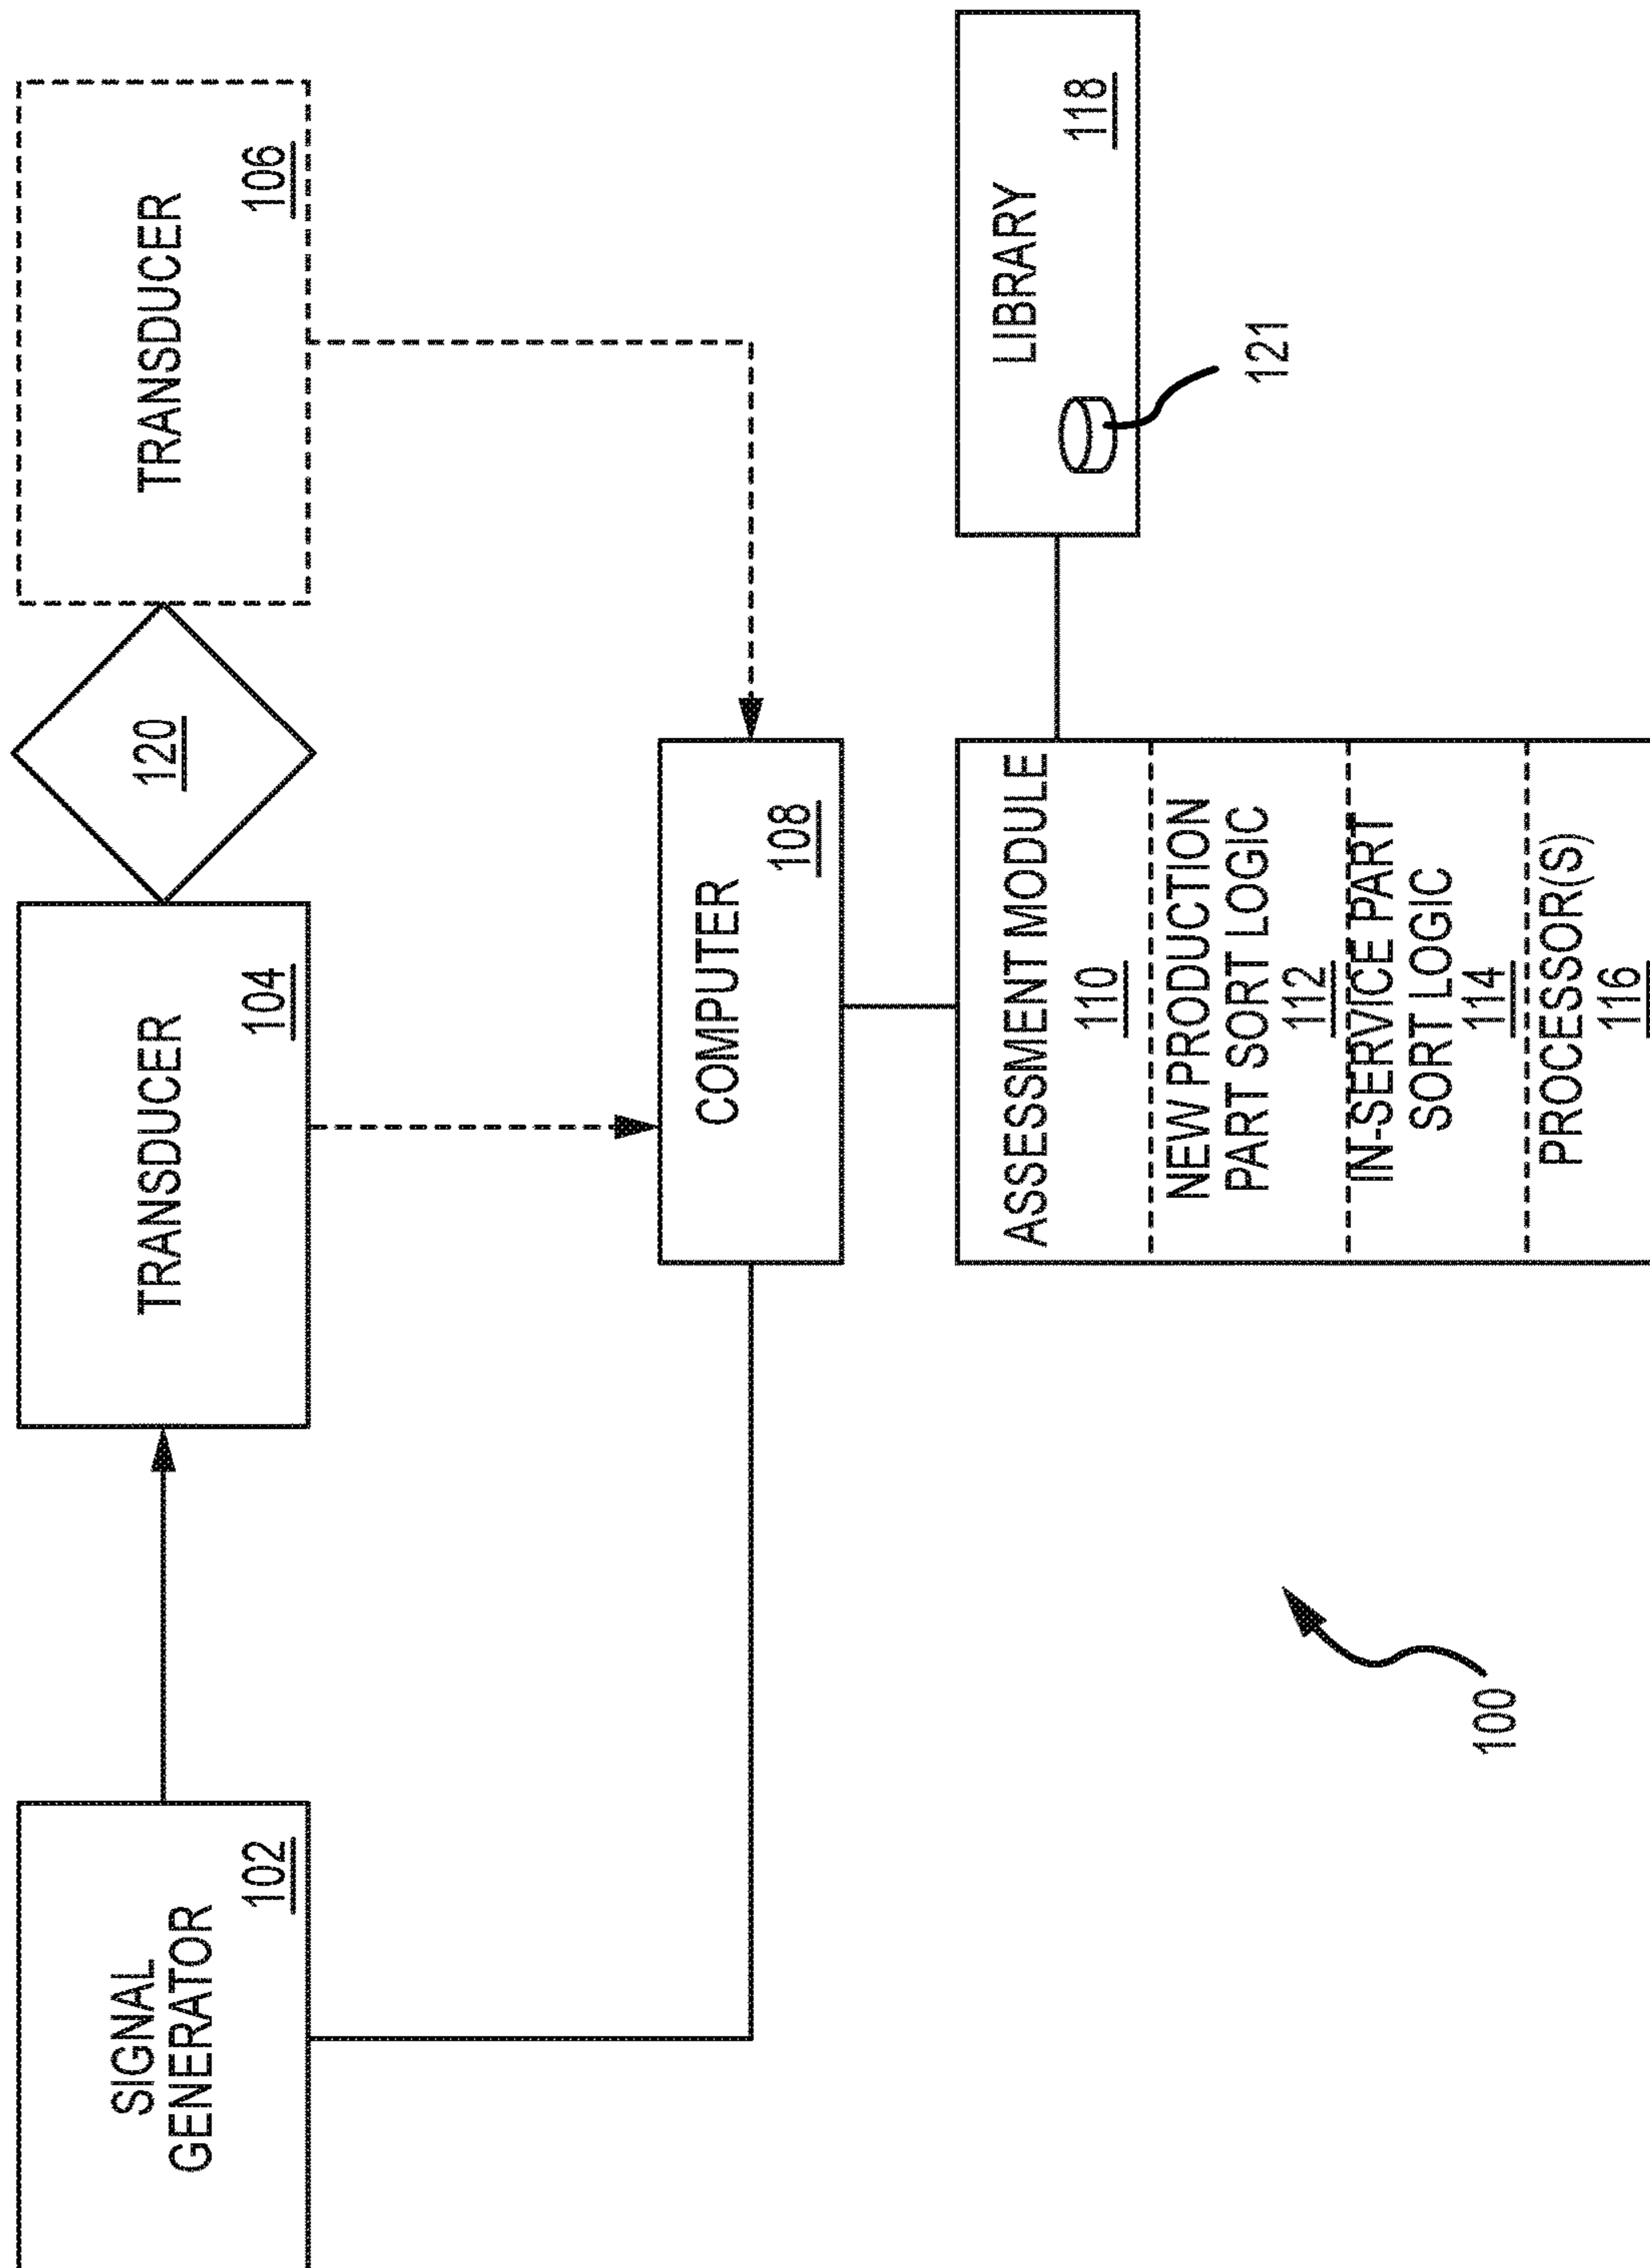 SIGNAL
GENERATOR
102
TRANSDUCER
104
120
TRANSDUCER
106
COMPUTER
108
ASSESSMENT MODULE
110
NEW PRODUCTION
PART SORT LOGIC
112
IN-SERVICE PART
SORT LOGIC
114
PROCESSOR(S)
116
LIBRARY
118
121
100